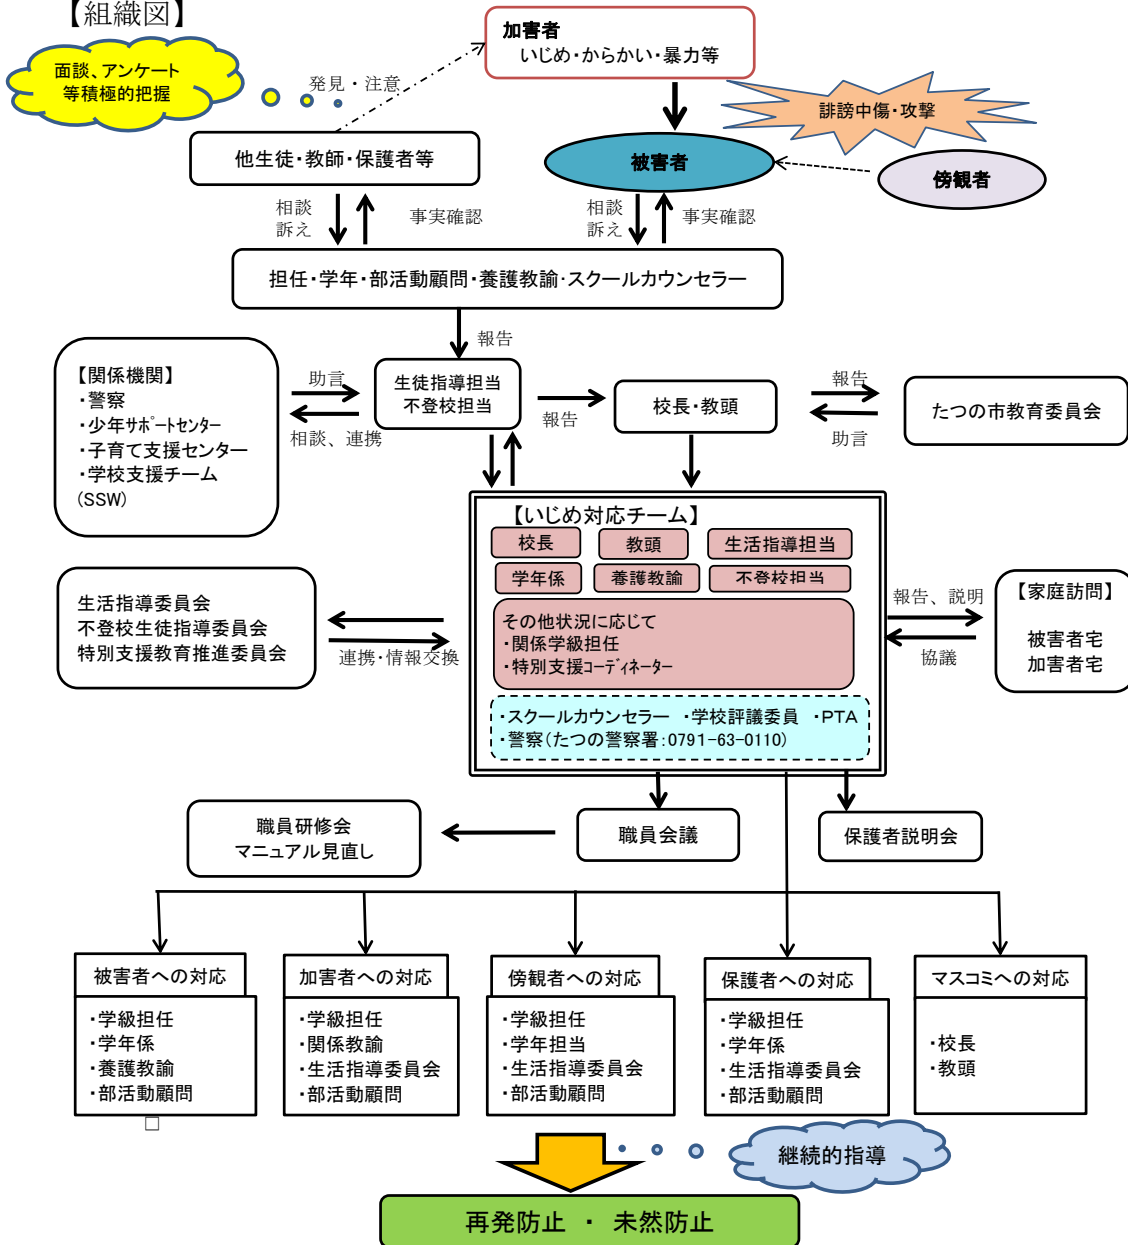 【組織図】
面談、アンケート
等積極的把握
発見・注意
加害者
いじめ・からかい・暴力等
誹謗中傷・攻撃
他生徒・教師・保護者等
被害者
傍観者
相談
訴え
事実確認
相談
訴え
事実確認
担任・学年・部活動顧問・養護教諭・スクールカウンセラー
報告
【関係機関】
・警察
・少年サポートセンター
・子育て支援センター
・学校支援チーム
(SSW)
助言
相談、連携
生徒指導担当
不登校担当
報告
校長・教頭
報告
助言
たつの市教育委員会
【いじめ対応チーム】
校長 教頭 生活指導担当
学年係 養護教諭 不登校担当
その他状況に応じて
・関係学級担任
・特別支援コーディネーター
・スクールカウンセラー ・学校評議委員 ・PTA
・警察(たつの警察署:0791-63-0110)
生活指導委員会
不登校生徒指導委員会
特別支援教育推進委員会
連携・情報交換
報告、説明
協議
【家庭訪問】
被害者宅
加害者宅
職員研修会
マニュアル見直し
職員会議
保護者説明会
被害者への対応
・学級担任
・学年係
・養護教諭
・部活動顧問
□
加害者への対応
・学級担任
・関係教諭
・生活指導委員会
・部活動顧問
傍観者への対応
・学級担任
・学年担当
・生活指導委員会
・部活動顧問
保護者への対応
・学級担任
・学年係
・生活指導委員会
・部活動顧問
マスコミへの対応
・校長
・教頭
継続的指導
再発防止 ・ 未然防止